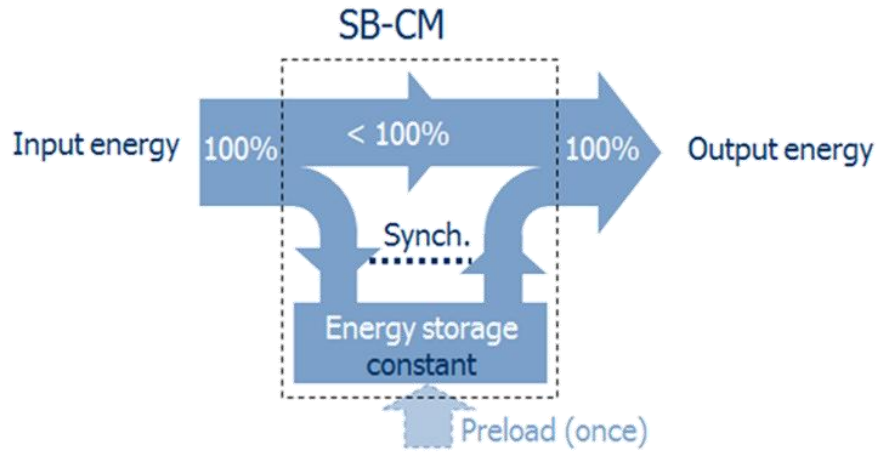 SB-CM
Input energy
100%
< 100%
100%
Output energy
Synch.
Energy storage
constant
Preload (once)